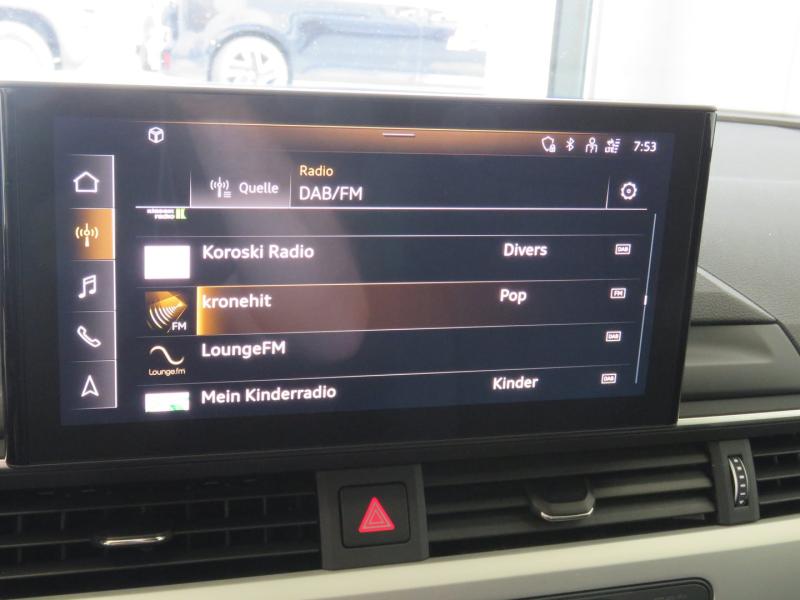 7:53
Quelle
Radio
DAB/FM
radio
Koroski Radio Divers DAB
FM kronehit Pop FM
LoungeFM DAB
Lounge.fm
Mein Kinderradio Kinder DAB